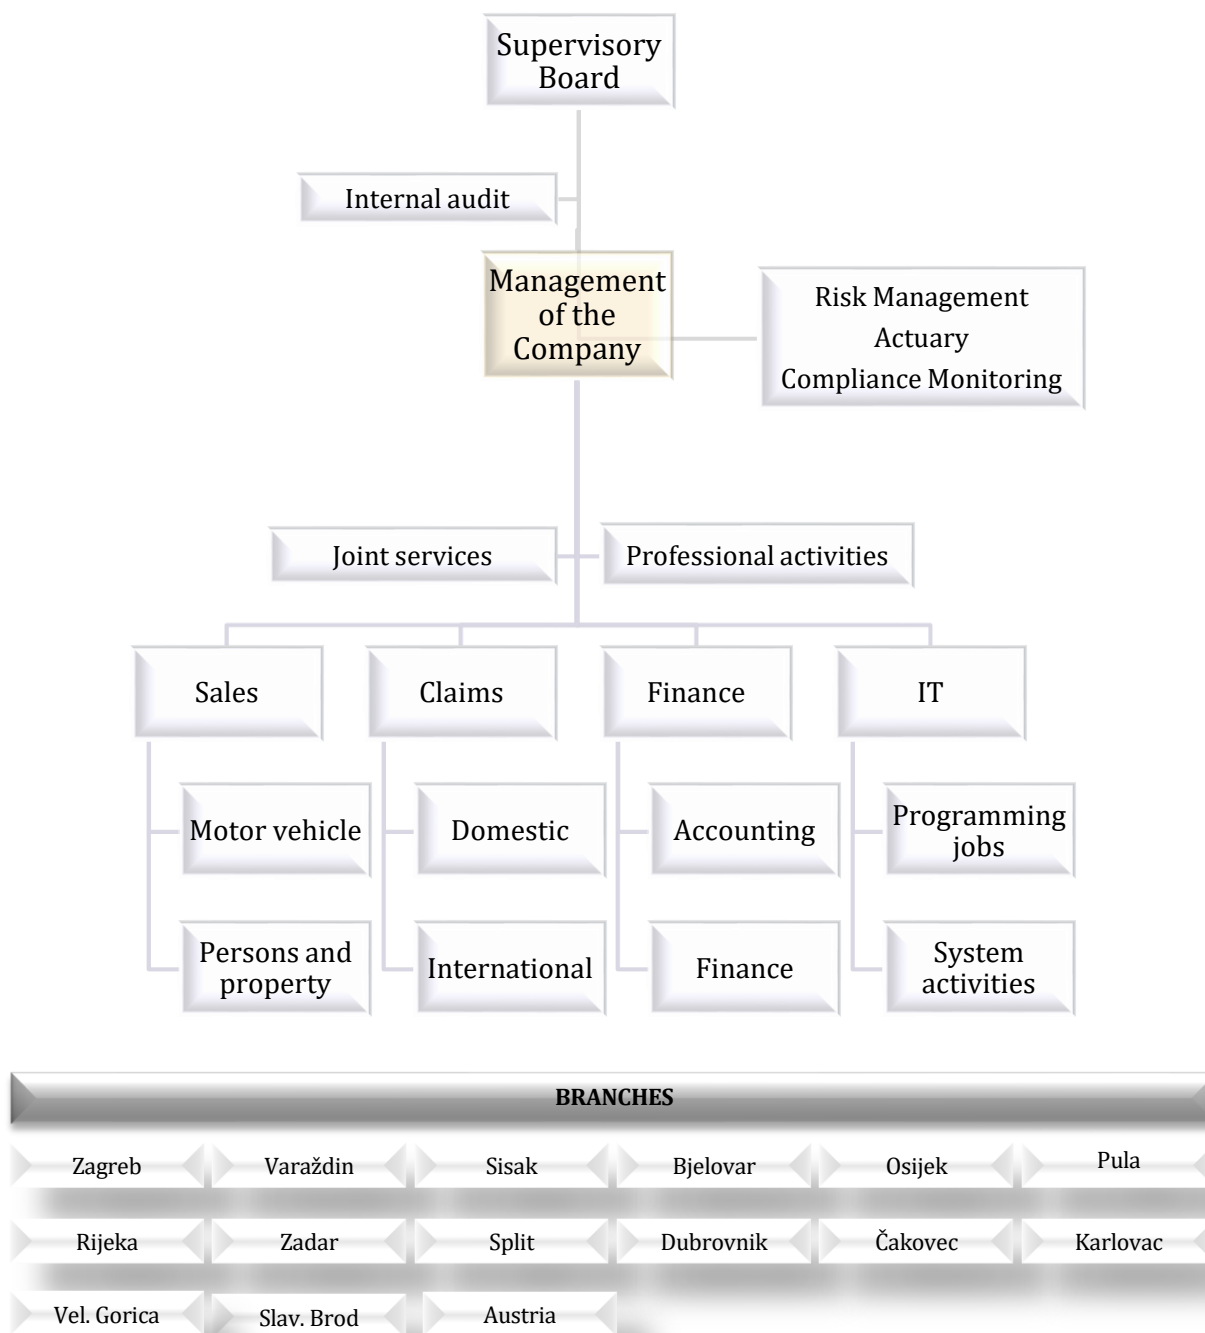 Supervisory
Board
Internal audit
Management
of the
Company
Risk Management
Actuary
Compliance Monitoring
Joint services
Professional activities
Sales
Claims
Finance
IT
Motor vehicle
Domestic
Accounting
Programming
jobs
Persons and
property
International
Finance
System
activities
BRANCHES
Zagreb
Varaždin
Sisak
Bjelovar
Osijek
Pula
Rijeka
Zadar
Split
Dubrovnik
Čakovec
Karlovac
Vel. Gorica
Slav. Brod
Austria